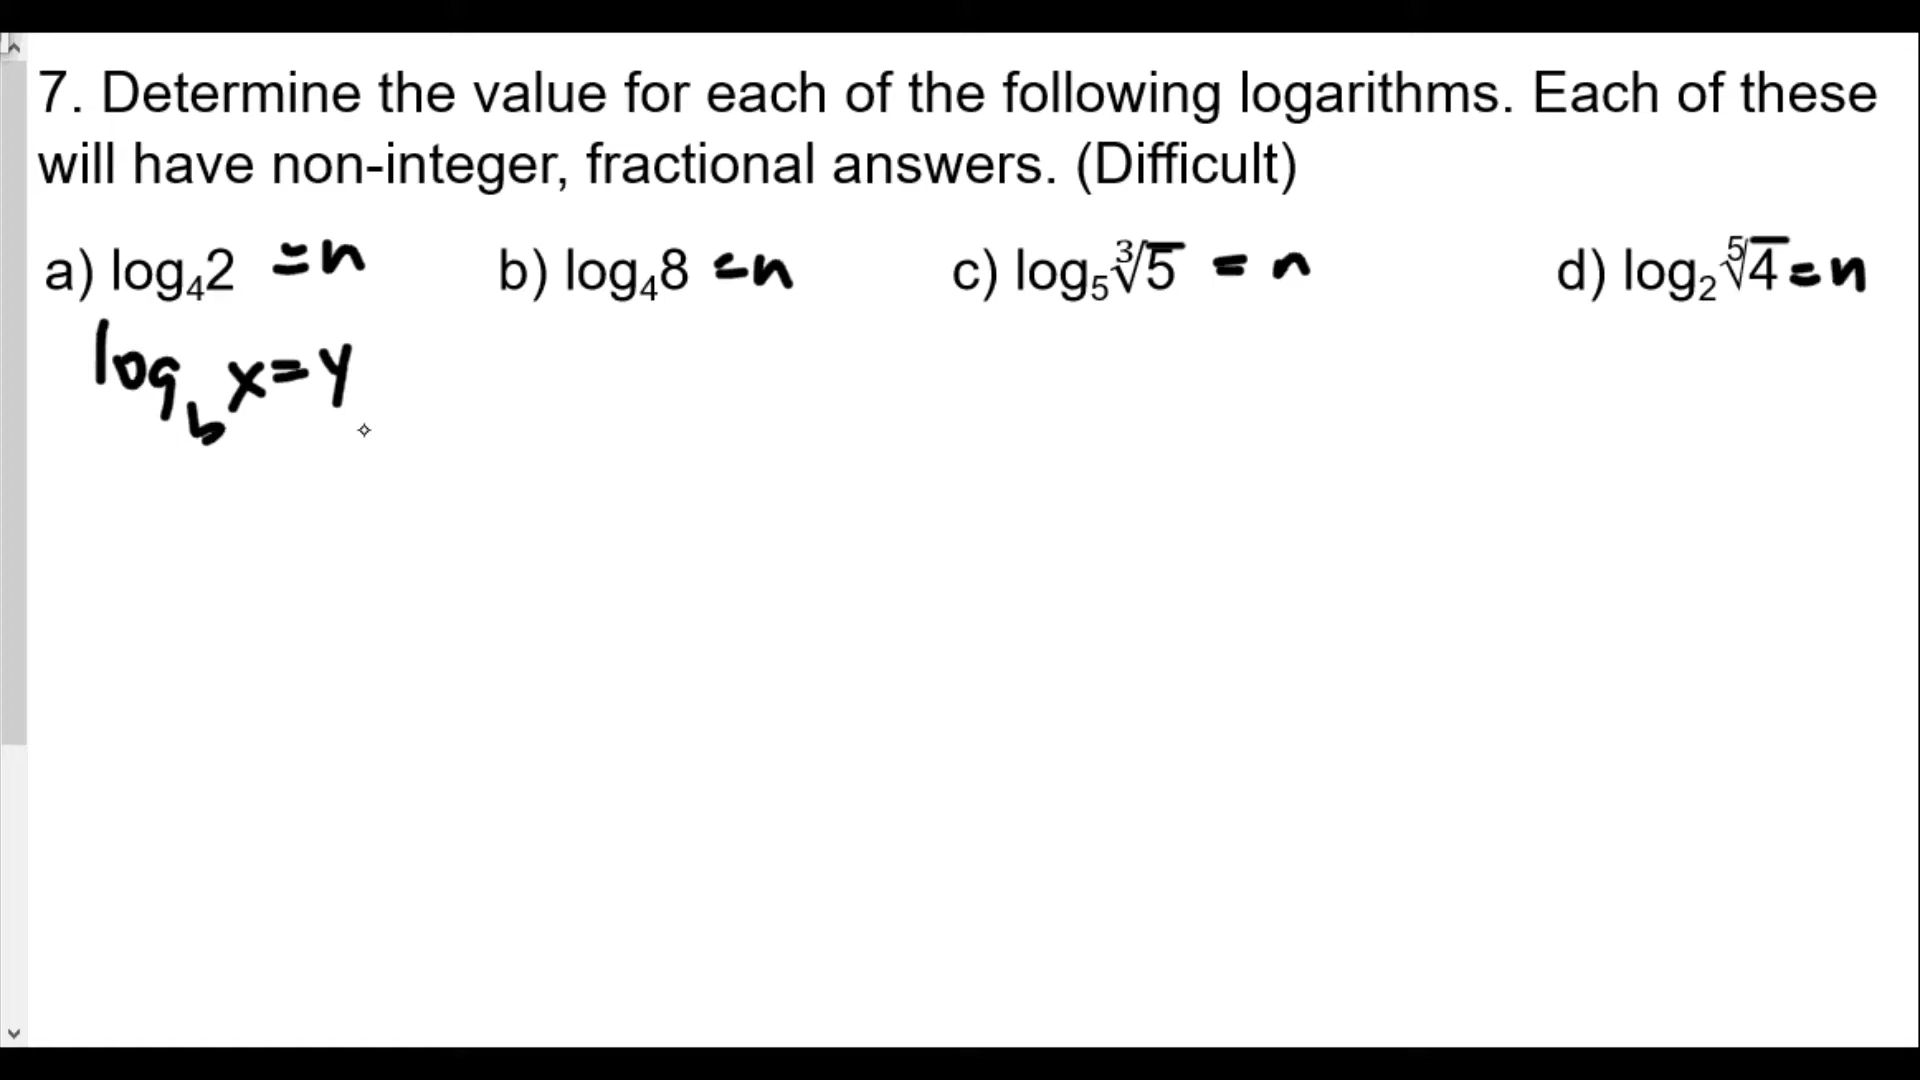 7. Determine the value for each of the following logarithms. Each of these
will have non-integer, fractional answers. (Difficult)
a) log₄2 =n b) log₄8 =n c) log₅∛5 = n d) log₂⁵√4 =n
log_b x=y